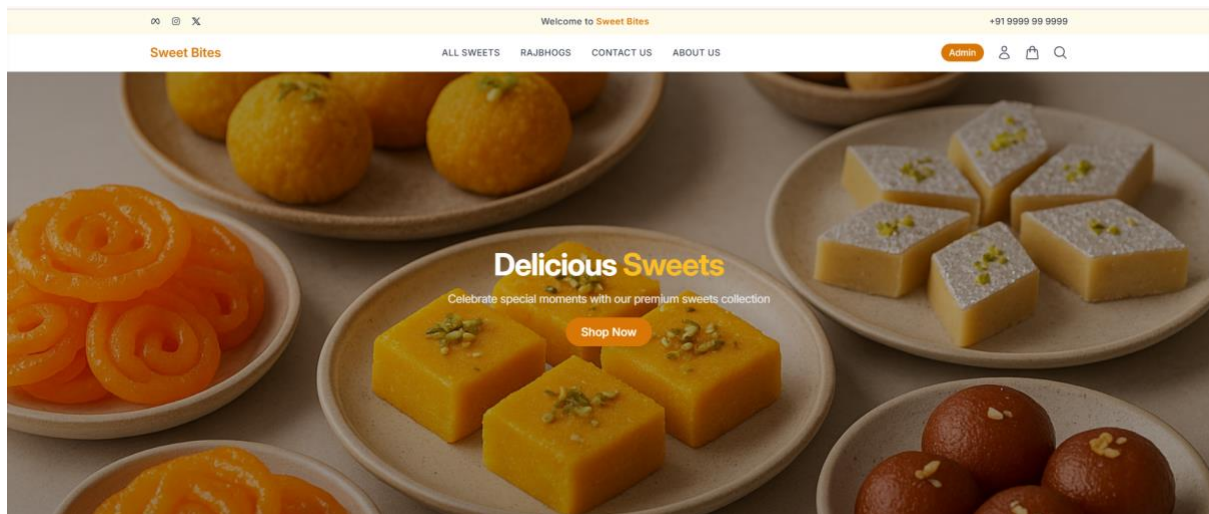 Welcome to Sweet Bites
+91 9999 99 9999
Sweet Bites
ALL SWEETS
RAJBHOGS
CONTACT US
ABOUT US
Admin
Delicious Sweets
Celebrate special moments with our premium sweets collection
Shop Now